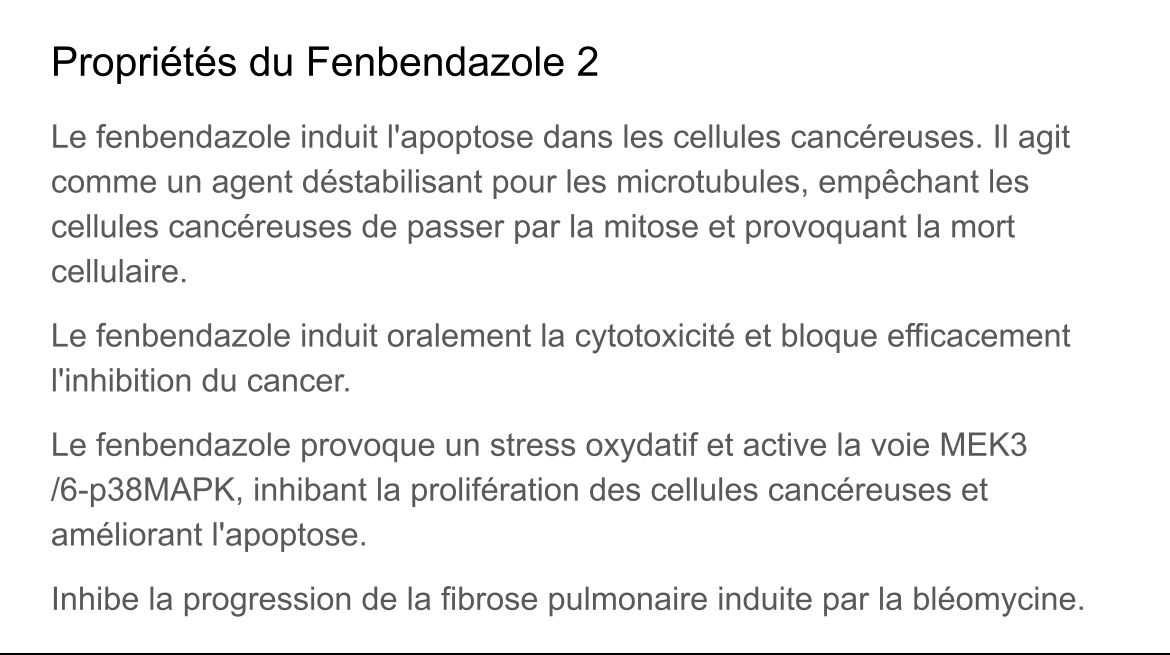 Propriétés du Fenbendazole 2
Le fenbendazole induit l'apoptose dans les cellules cancéreuses. Il agit
comme un agent déstabilisant pour les microtubules, empêchant les
cellules cancéreuses de passer par la mitose et provoquant la mort
cellulaire.
Le fenbendazole induit oralement la cytotoxicité et bloque efficacement
l'inhibition du cancer.
Le fenbendazole provoque un stress oxydatif et active la voie MEK3
/6-p38MAPK, inhibant la prolifération des cellules cancéreuses et
améliorant l'apoptose.
Inhibe la progression de la fibrose pulmonaire induite par la bléomycine.